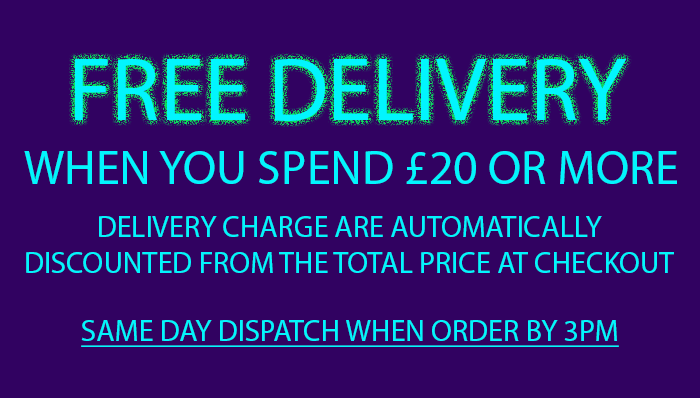 FREE DELIVERY
WHEN YOU SPEND £20 OR MORE
DELIVERY CHARGE ARE AUTOMATICALLY
DISCOUNTED FROM THE TOTAL PRICE AT CHECKOUT
SAME DAY DISPATCH WHEN ORDER BY 3PM